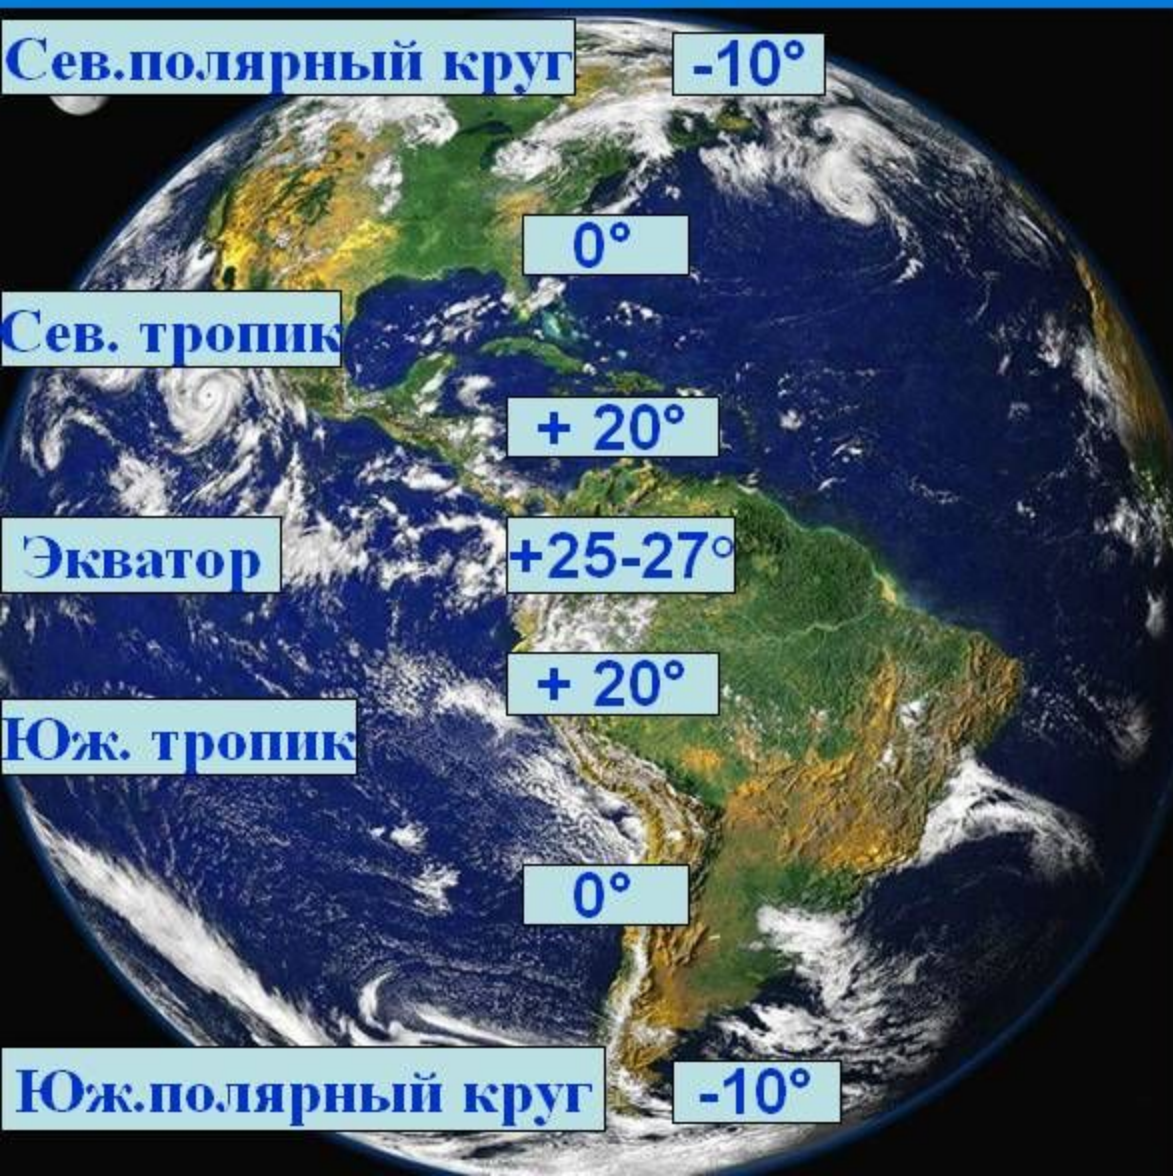 Сев.полярный круг -10°
0°
Сев. тропик
+ 20°
Экватор +25-27°
+ 20°
Юж. тропик
0°
Юж.полярный круг -10°